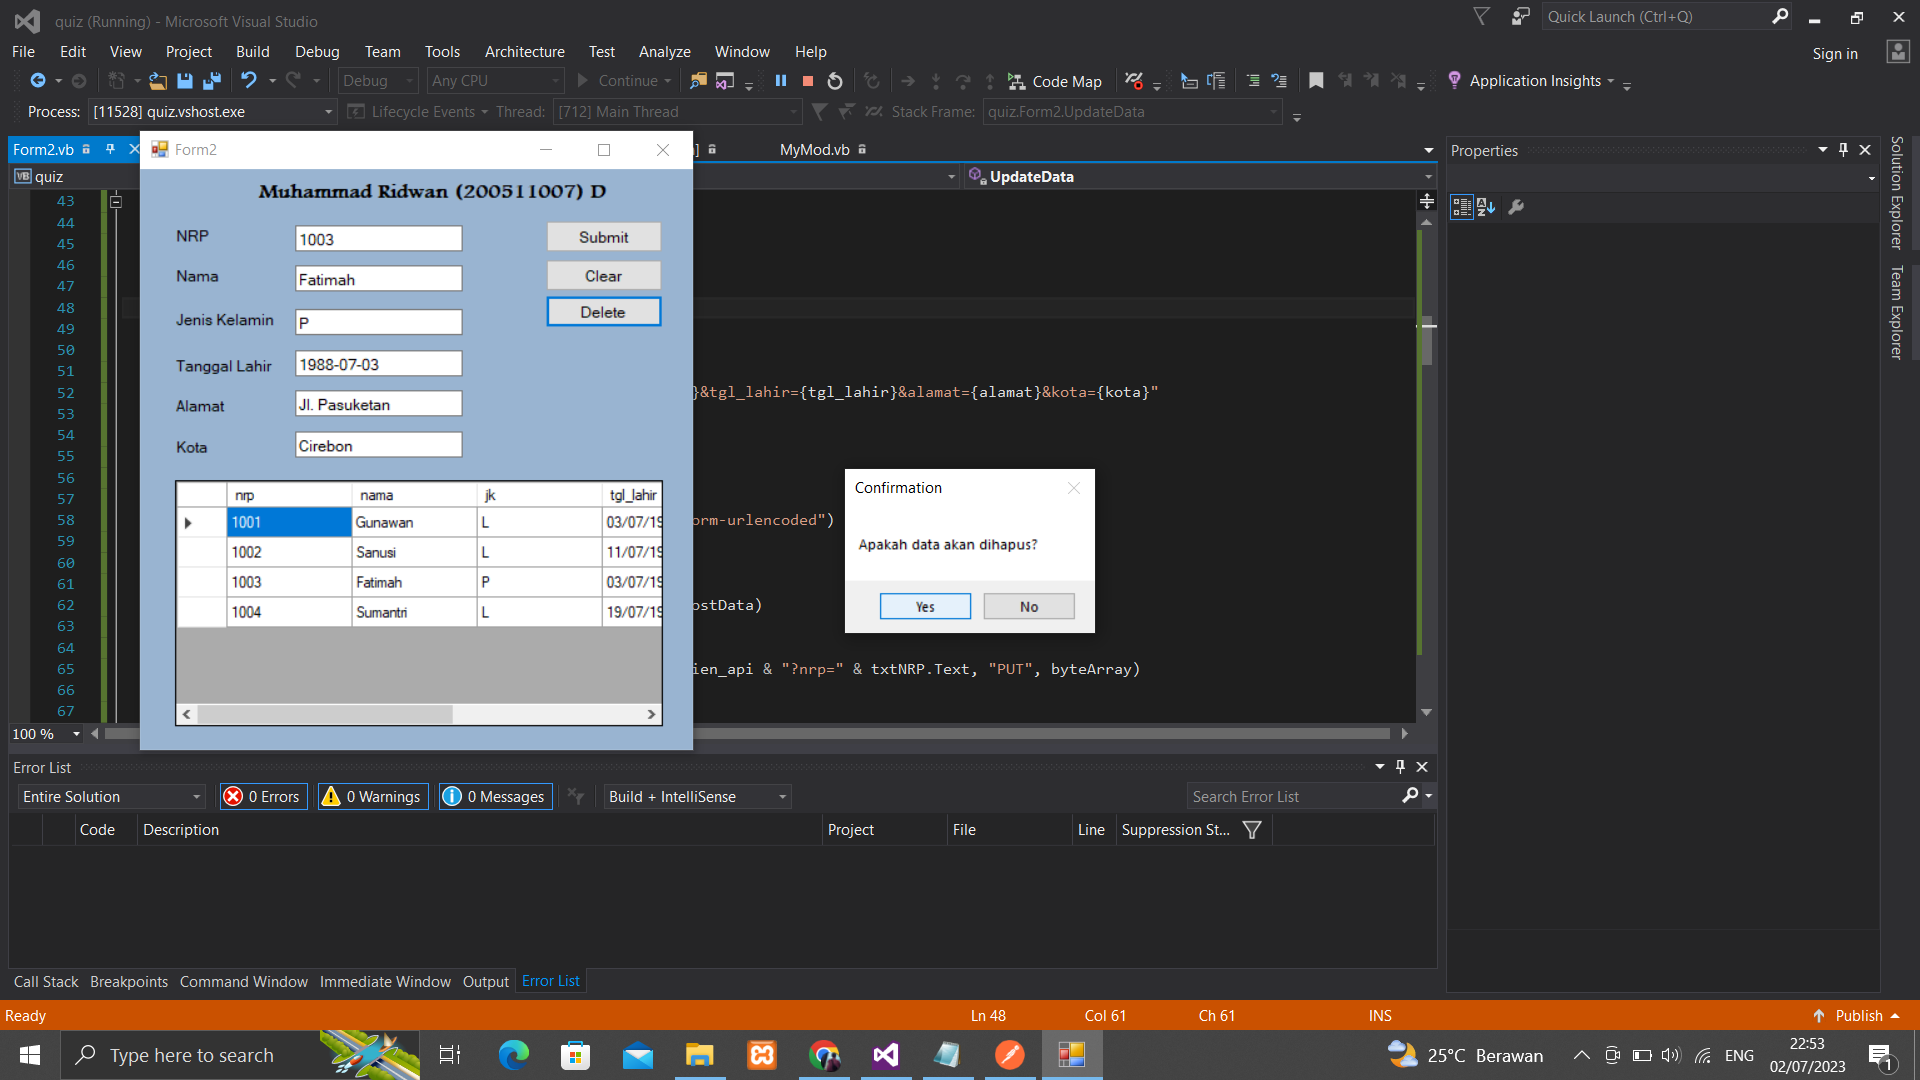 quiz (Running) - Microsoft Visual Studio
Quick Launch (Ctrl+Q)
File Edit View Project Build Debug Team Tools Architecture Test Analyze Window Help
Sign in
Debug Any CPU Continue Code Map Application Insights
Process: [11528] quiz.vshost.exe Lifecycle Events Thread: [712] Main Thread Stack Frame: quiz.Form2.UpdateData
Form2.vb
MyMod.vb
quiz
UpdateData
Form2
Muhammad Ridwan (200511007) D
NRP 1003 Submit
Nama Fatimah Clear
Jenis Kelamin P Delete
Tanggal Lahir 1988-07-03
Alamat Jl. Pasuketan
Kota Cirebon
nrp nama jk tgl_lahir
1001 Gunawan L 03/07/19
1002 Sanusi L 11/07/19
1003 Fatimah P 03/07/19
1004 Sumantri L 19/07/19
43
44
45
46
47
48
49
50
51
52 }&tgl_lahir={tgl_lahir}&alamat={alamat}&kota={kota}"
53
54
55
56
57
58 orm-urlencoded")
59
60
61
62 ostData)
63
64
65 ien_api & "?nrp=" & txtNRP.Text, "PUT", byteArray)
66
67
Confirmation
Apakah data akan dihapus?
Yes No
100 %
Properties
Solution Explorer
Team Explorer
Error List
Entire Solution 0 Errors 0 Warnings 0 Messages Build + IntelliSense Search Error List
Code Description Project File Line Suppression St...
Call Stack Breakpoints Command Window Immediate Window Output Error List
Ready Ln 48 Col 61 Ch 61 INS Publish
Type here to search
25°C Berawan ENG
22:53
02/07/2023
1